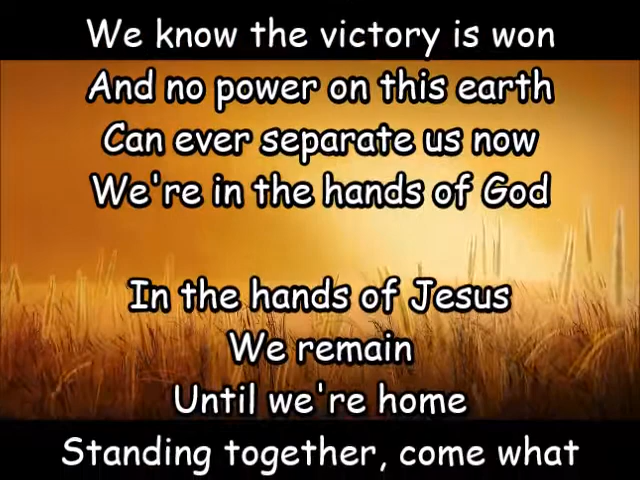 We know the victory is won
And no power on this earth
Can ever separate us now
We're in the hands of God
In the hands of Jesus
We remain
Until we're home
Standing together, come what